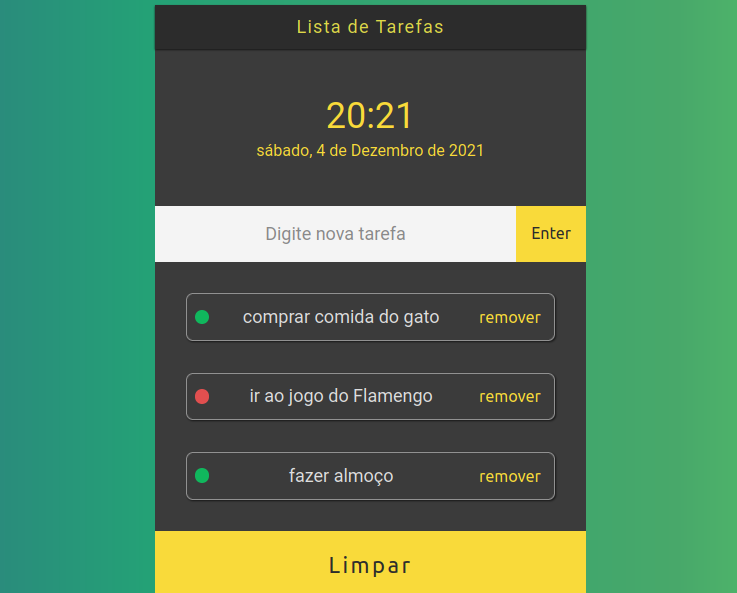 Lista de Tarefas
20:21
sábado, 4 de Dezembro de 2021
Digite nova tarefa Enter
comprar comida do gato remover
ir ao jogo do Flamengo remover
fazer almoço remover
Limpar